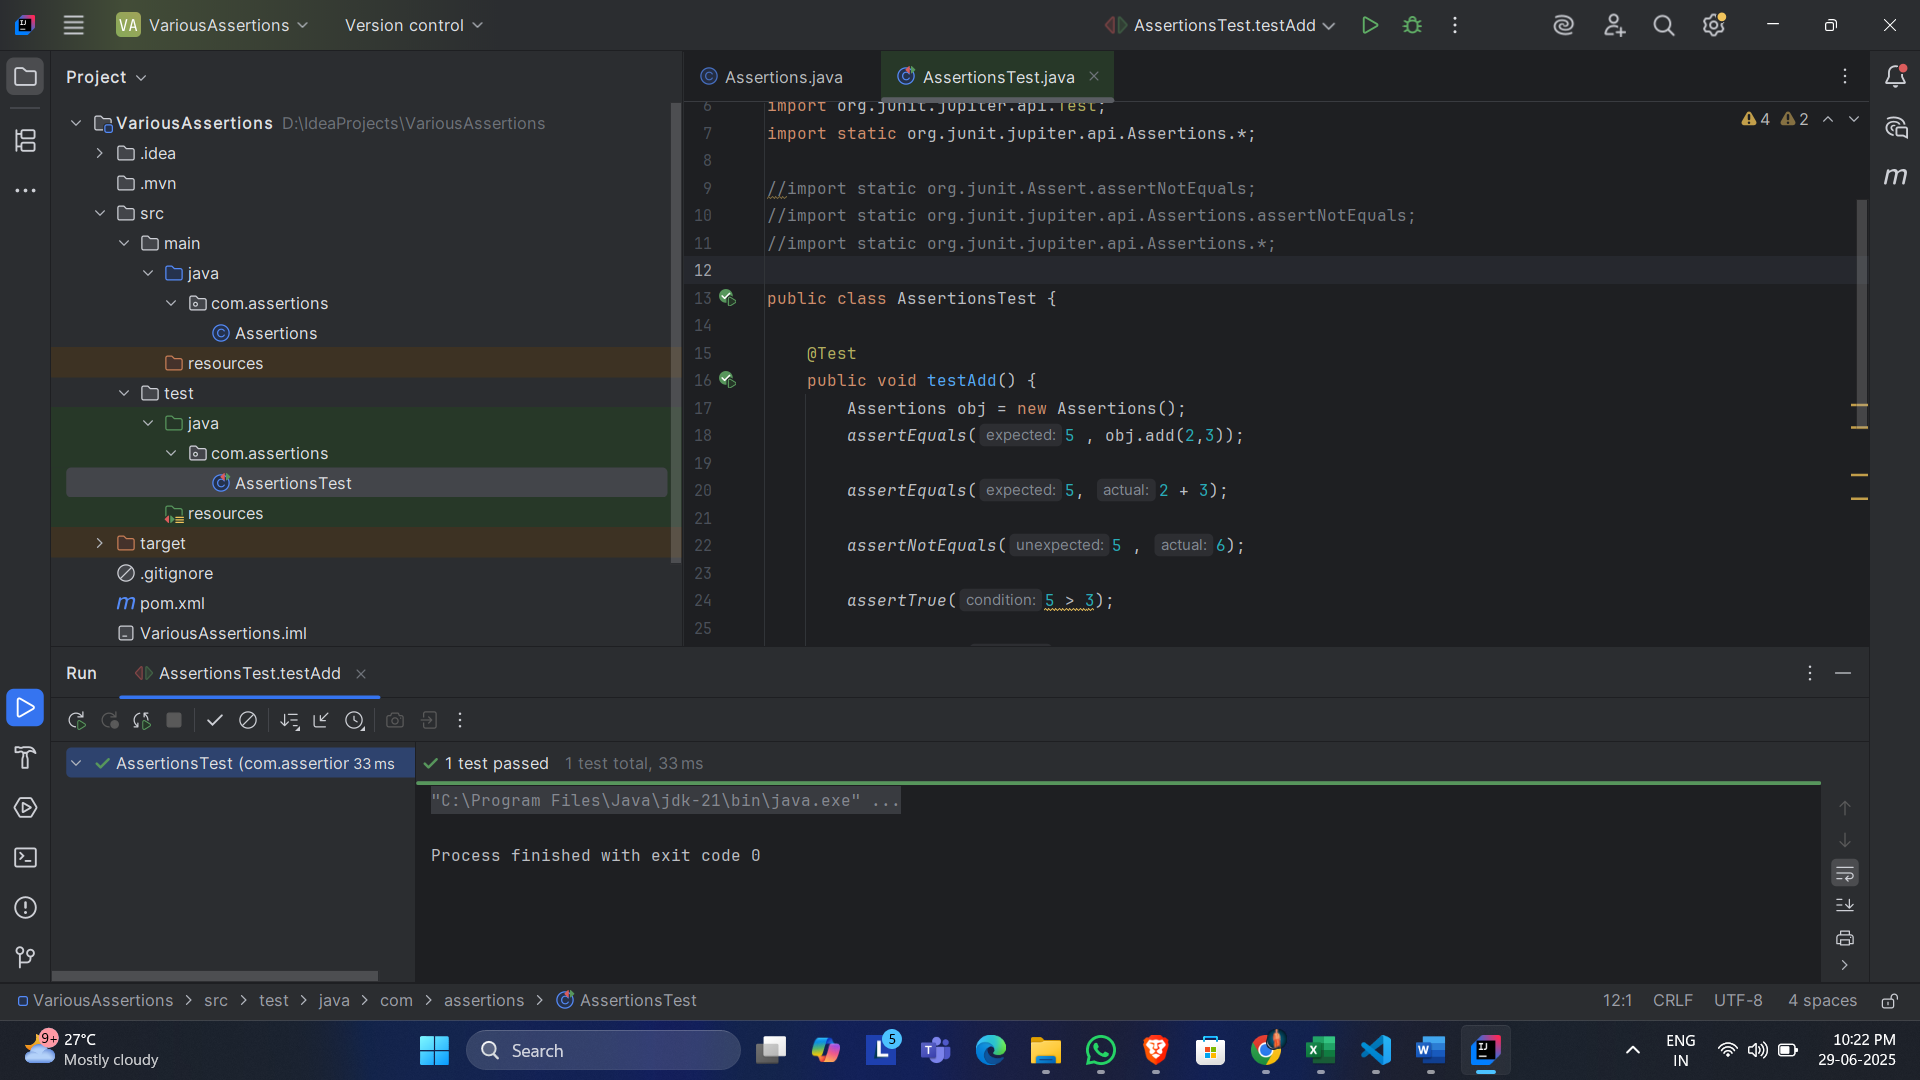 VA VariousAssertions Version control AssertionsTest.testAdd
Project
VariousAssertions D:\IdeaProjects\VariousAssertions
.idea
.mvn
src
main
java
com.assertions
Assertions
resources
test
java
com.assertions
AssertionsTest
resources
target
.gitignore
m pom.xml
VariousAssertions.iml
Assertions.java AssertionsTest.java
4 2
6 import org.junit.jupiter.api.Test;
7 import static org.junit.jupiter.api.Assertions.*;
8
9 //import static org.junit.Assert.assertNotEquals;
10 //import static org.junit.jupiter.api.Assertions.assertNotEquals;
11 //import static org.junit.jupiter.api.Assertions.*;
12
13 public class AssertionsTest {
14
15 @Test
16 public void testAdd() {
17 Assertions obj = new Assertions();
18 assertEquals( expected: 5 , obj.add(2,3));
19
20 assertEquals( expected: 5, actual: 2 + 3);
21
22 assertNotEquals( unexpected: 5 , actual: 6);
23
24 assertTrue( condition: 5 > 3);
25
m
Run AssertionsTest.testAdd
AssertionsTest (com.assertior 33 ms
1 test passed 1 test total, 33 ms
"C:\Program Files\Java\jdk-21\bin\java.exe" ...
Process finished with exit code 0
VariousAssertions > src > test > java > com > assertions > AssertionsTest
12:1 CRLF UTF-8 4 spaces
9+ 27°C
Mostly cloudy
Search
5
ENG
IN
10:22 PM
29-06-2025